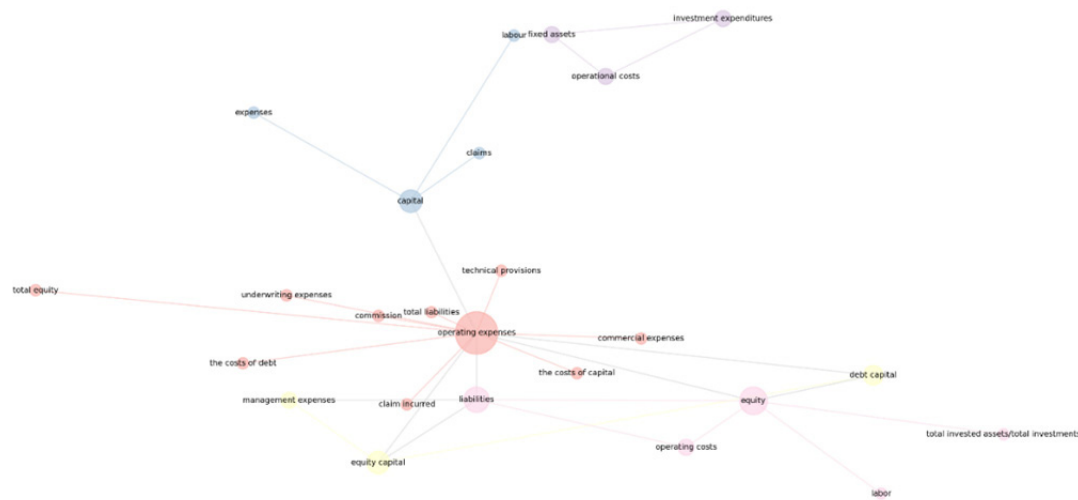 investment expenditures
labour
fixed assets
operational costs
expenses
claims
capital
technical provisions
total equity
underwriting expenses
commission
total liabilities
operating expenses
commercial expenses
the costs of debt
the costs of capital
debt capital
management expenses
claim incurred
liabilities
equity
total invested assets/total investments
operating costs
equity capital
labor